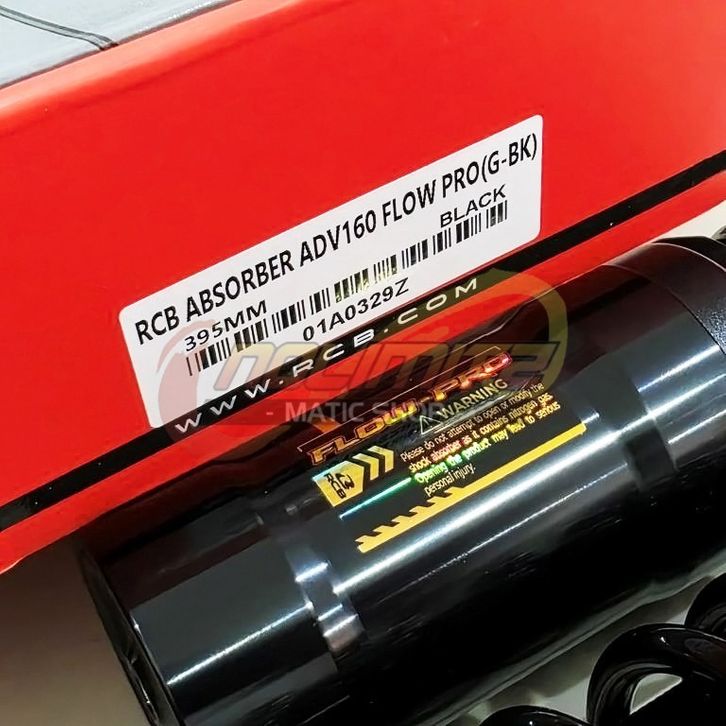 RCB ABSORBER ADV160 FLOW PRO(G-BK)
395MM
BLACK
01A0329Z
WWW.RCB.COM
MATIC SHOP
FLOW-PRO
WARNING
Please do not attempt to open or modify the
shock absorber as it contains nitrogen gas.
Opening the product may lead to serious
personal injury.